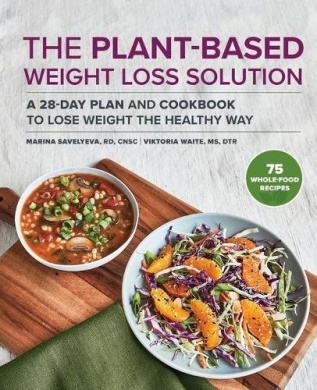 THE PLANT-BASED
WEIGHT LOSS SOLUTION
A 28-DAY PLAN AND COOKBOOK
TO LOSE WEIGHT THE HEALTHY WAY
MARINA SAVELYEVA, RD, CNSC | VIKTORIA WAITE, MS, DTR
75
WHOLE-FOOD
RECIPES